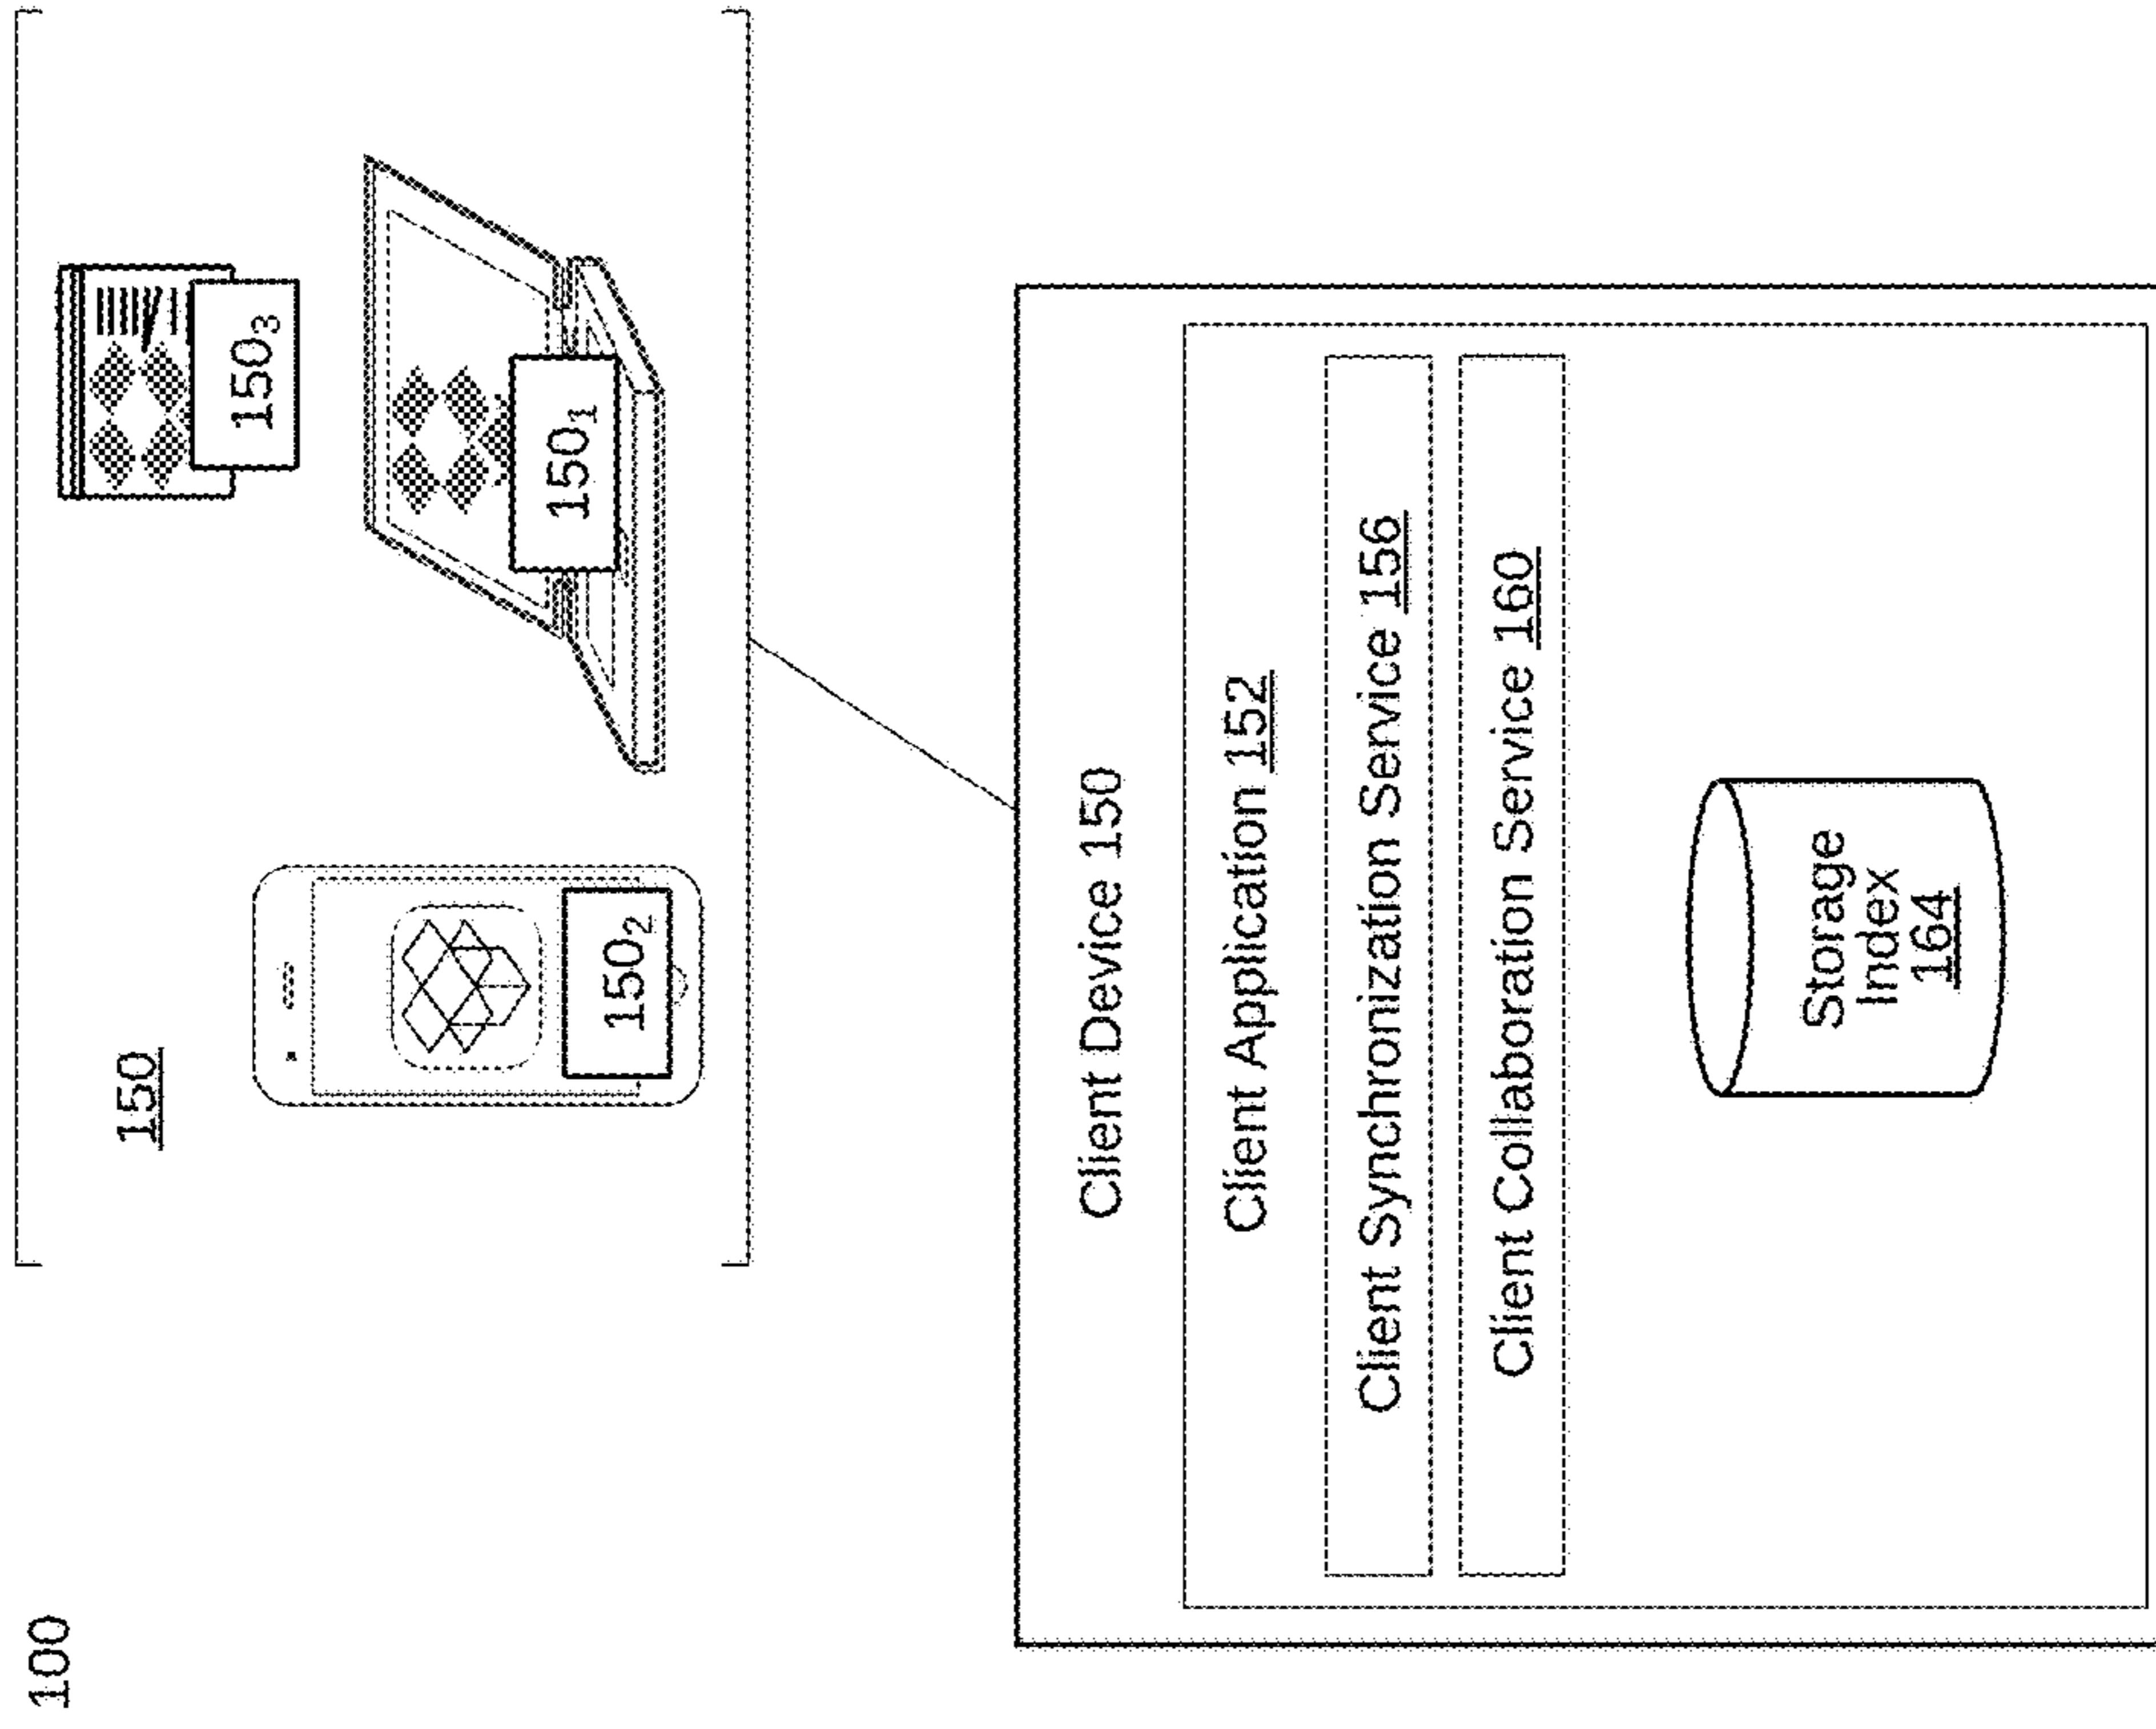 100
150
150₂
150₁
150₃
Client Device 150
Client Application 152
Client Synchronization Service 156
Client Collaboration Service 160
Storage
Index
164